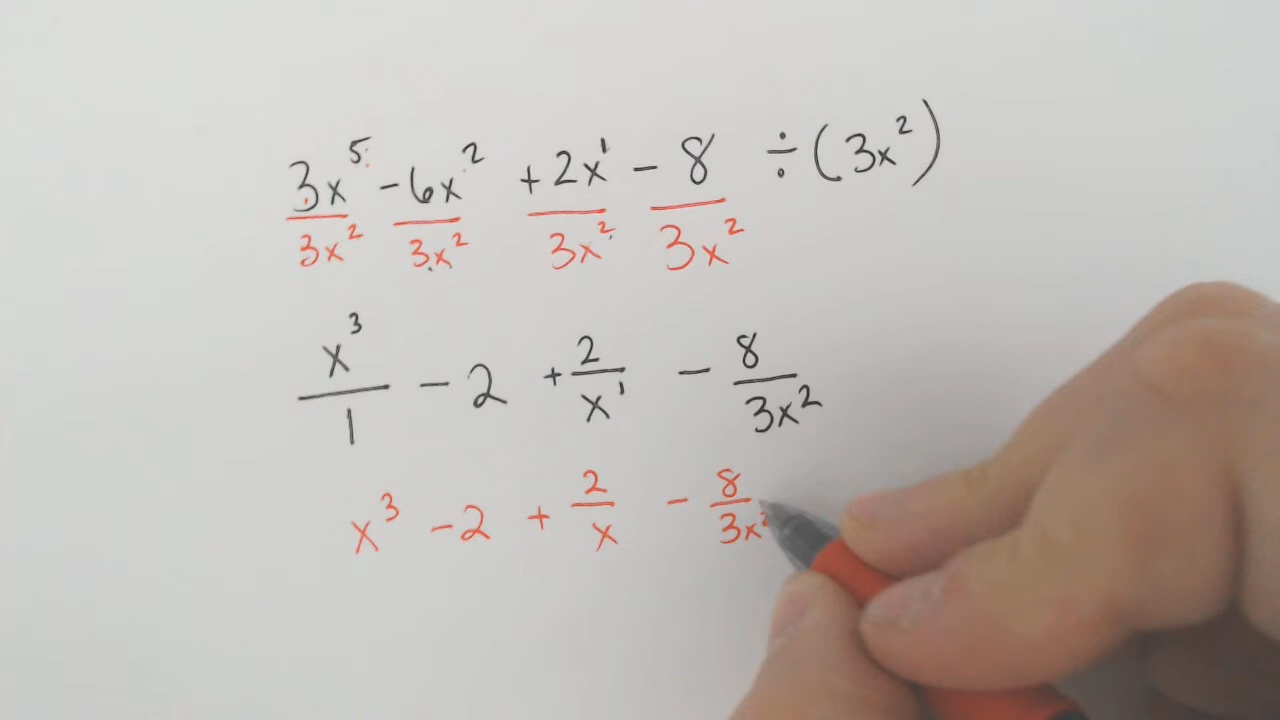 3x⁵ - 6x² + 2x¹ - 8 ÷ (3x²)
3x² 3x² 3x² 3x²
x³/1 - 2 + 2/x¹ - 8/3x²
x³ - 2 + 2/x - 8/3x²